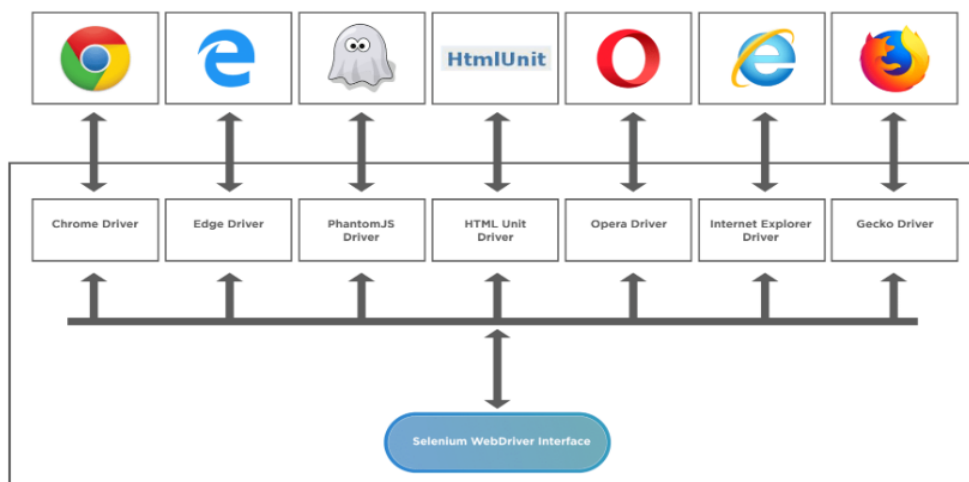 HtmlUnit
Chrome Driver
Edge Driver
PhantomJS
Driver
HTML Unit
Driver
Opera Driver
Internet Explorer
Driver
Gecko Driver
Selenium WebDriver Interface